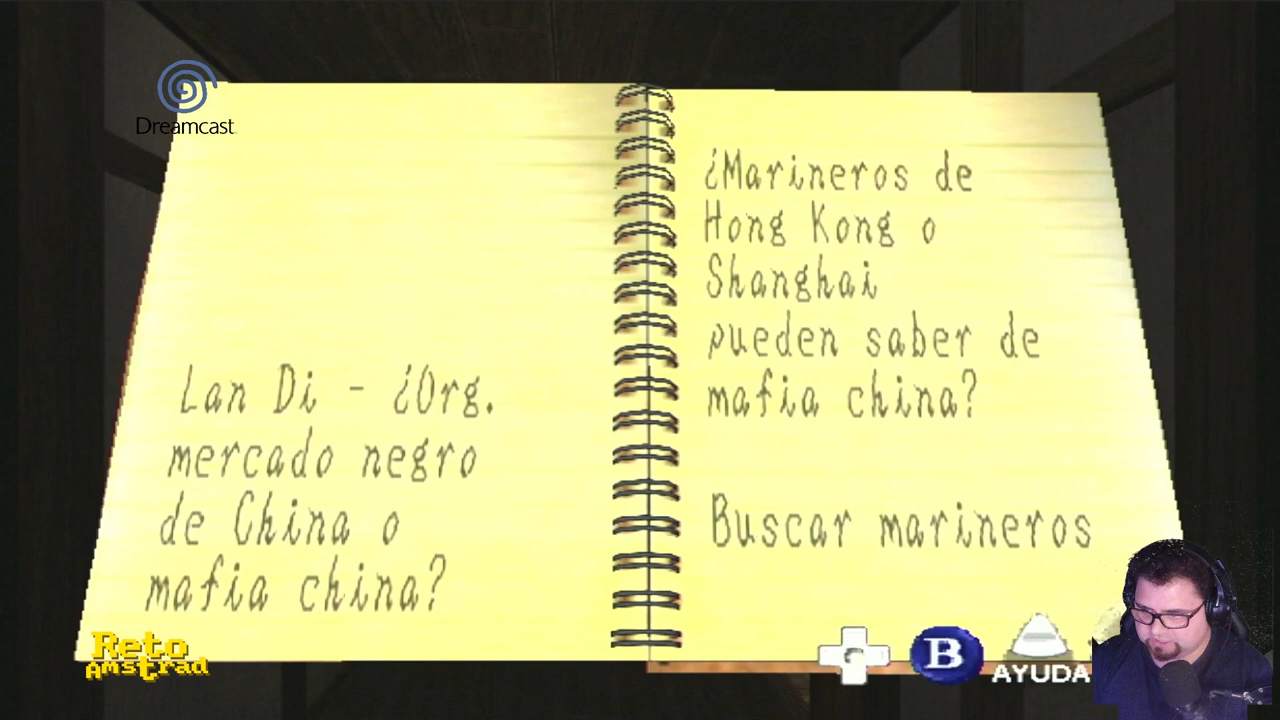 Dreamcast
Lan Di - ¿Org.
mercado negro
de China o
mafia china?
¿Marineros de
Hong Kong o
Shanghai
pueden saber de
mafia china?
Buscar marineros
Reto
Amstrad
B
AYUDA